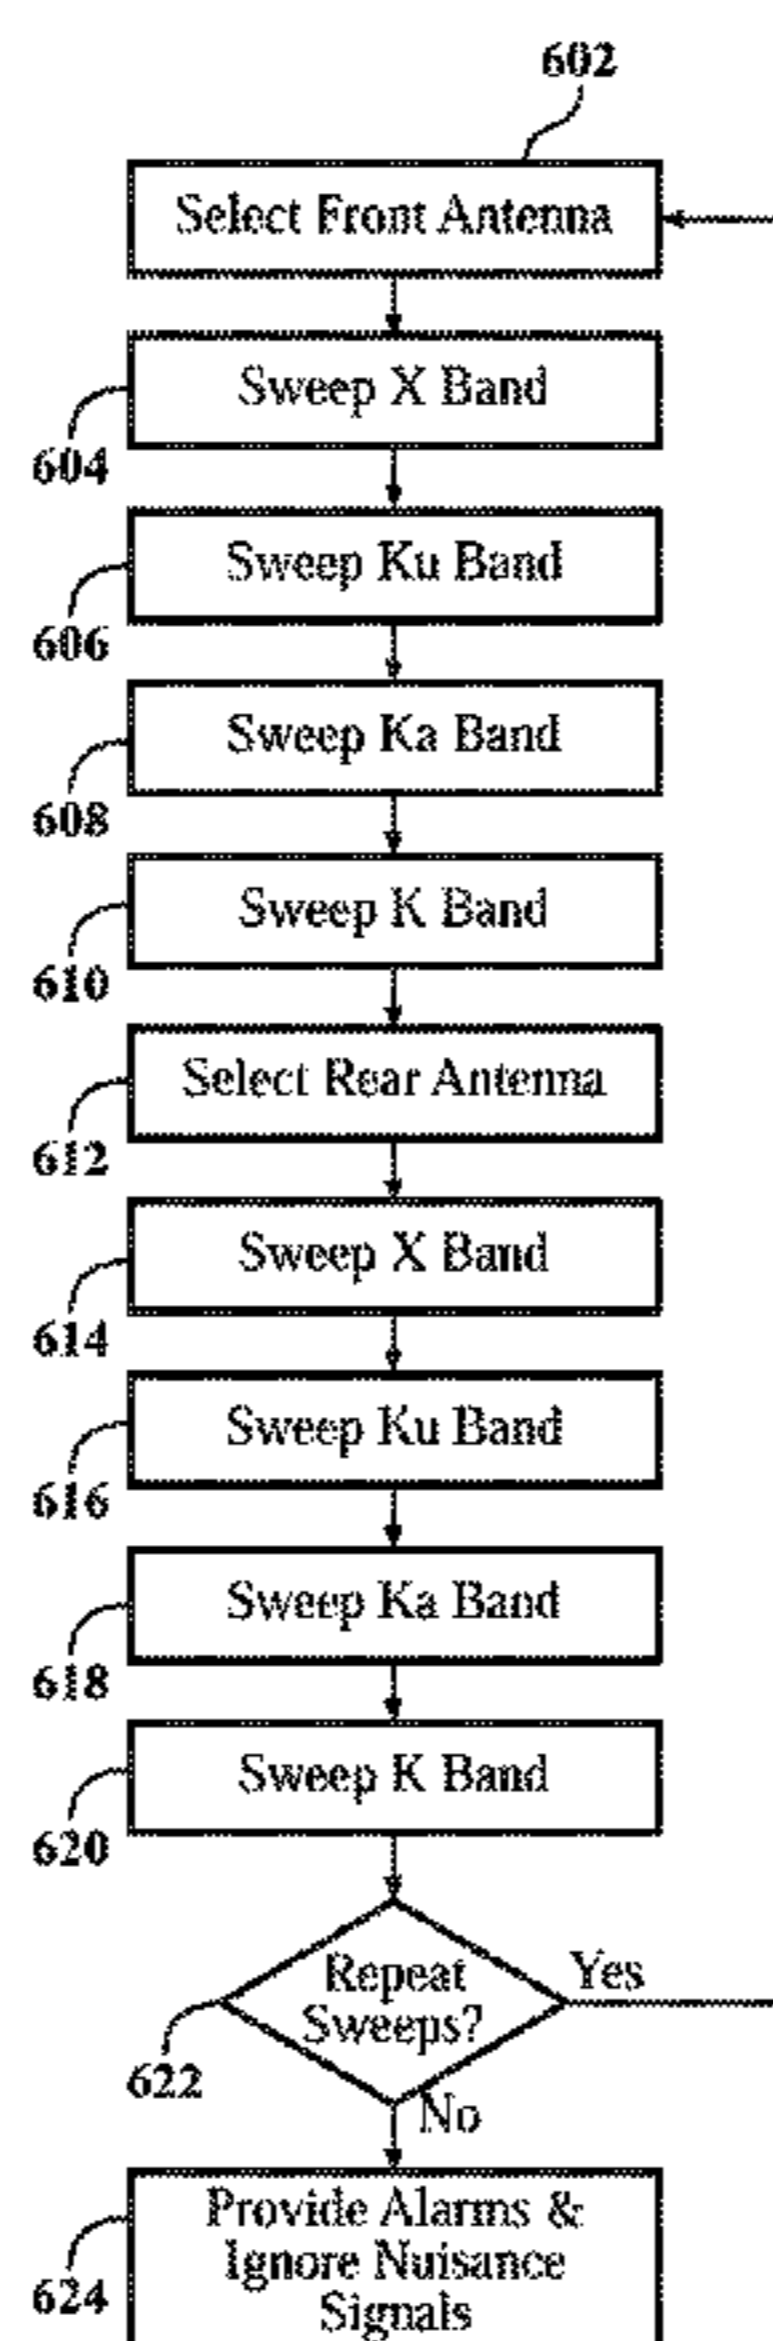 602
Select Front Antenna
Sweep X Band
604
Sweep Ku Band
606
Sweep Ka Band
608
Sweep K Band
610
Select Rear Antenna
612
Sweep X Band
614
Sweep Ku Band
616
Sweep Ka Band
618
Sweep K Band
620
Repeat
Sweeps?
Yes
622
No
Provide Alarms &
Ignore Nuisance
Signals
624